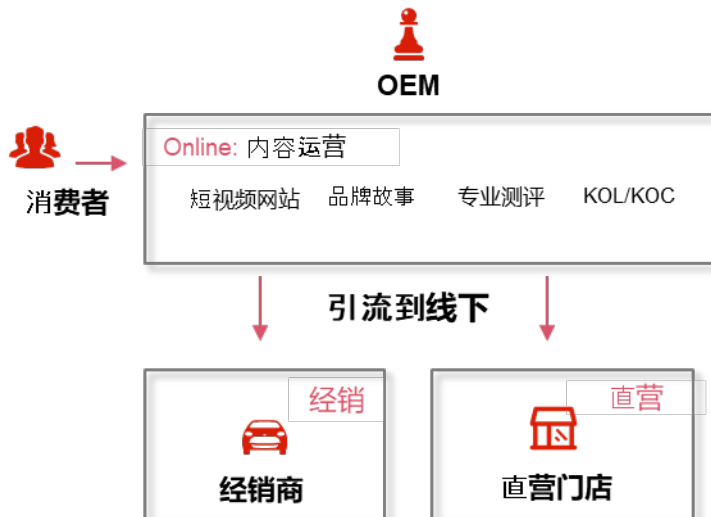 OEM
Online: 内容运营
消费者
短视频网站 品牌故事 专业测评 KOL/KOC
引流到线下
经销
直营
经销商
直营门店